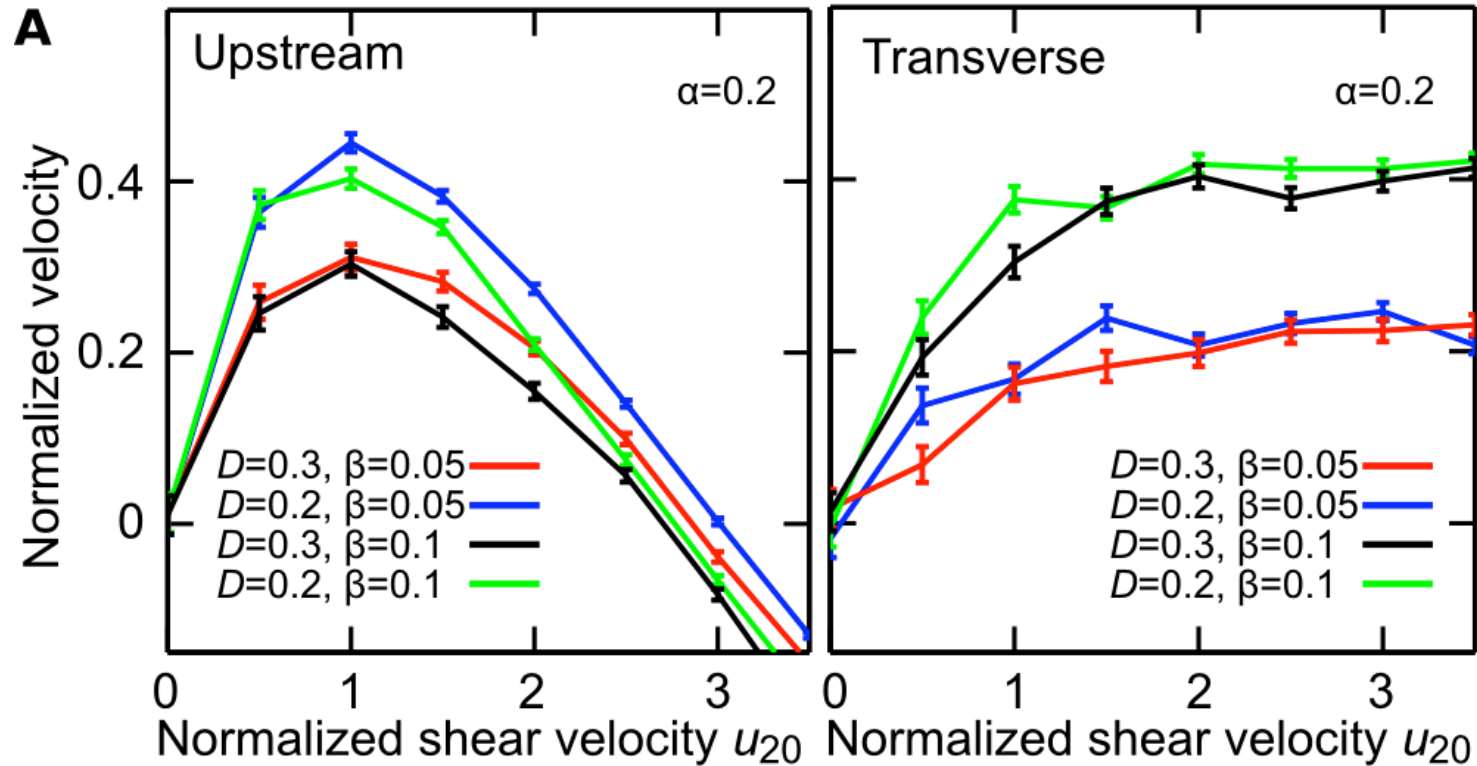 A
Upstream
α=0.2
Normalized velocity
0.4
0.2
0
D=0.3, β=0.05
D=0.2, β=0.05
D=0.3, β=0.1
D=0.2, β=0.1
0 1 2 3
Normalized shear velocity u20
Transverse
α=0.2
D=0.3, β=0.05
D=0.2, β=0.05
D=0.3, β=0.1
D=0.2, β=0.1
0 1 2 3
Normalized shear velocity u20